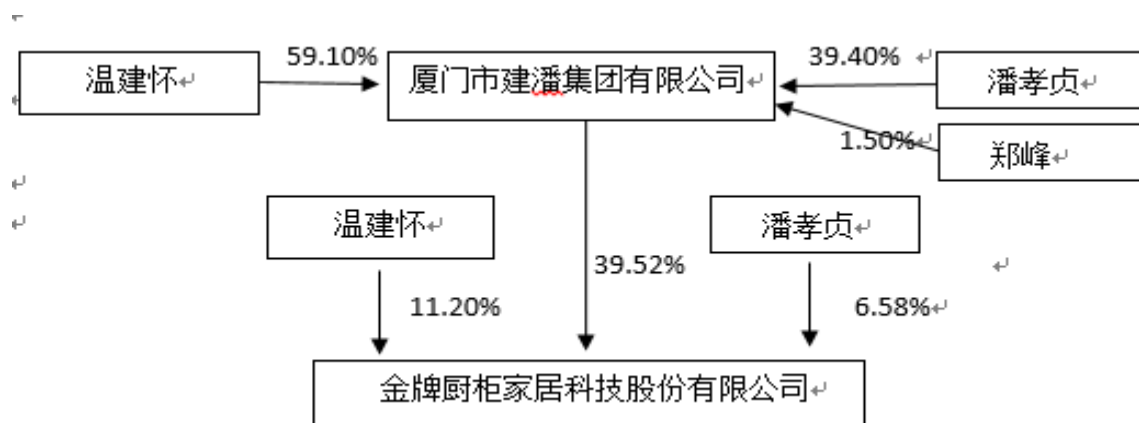 59.10%
39.40%
温建怀
厦门市建潘集团有限公司
潘孝贞
1.50%
郑峰
温建怀
潘孝贞
39.52%
11.20%
6.58%
金牌厨柜家居科技股份有限公司